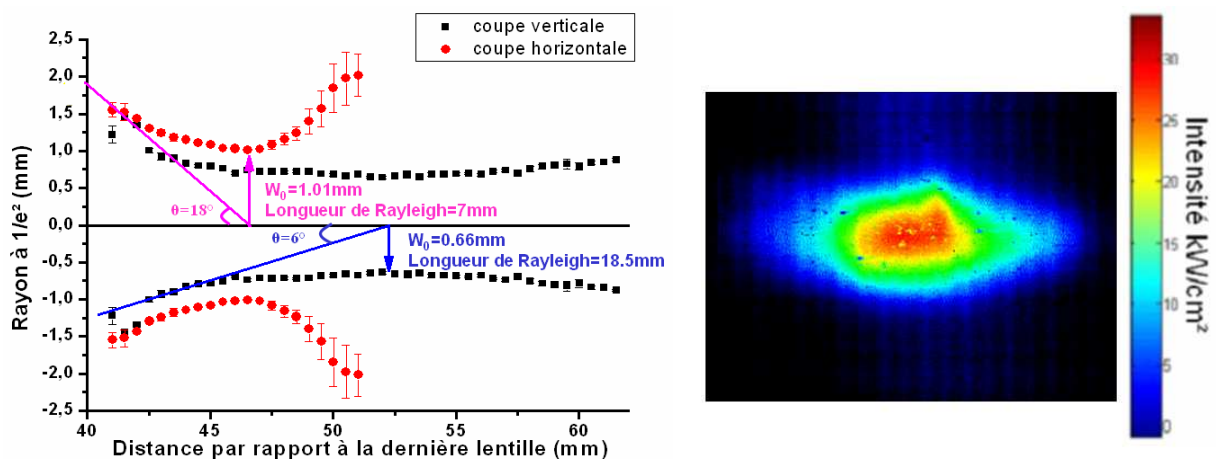 coupe verticale
coupe horizontale
Rayon à 1/e² (mm)
2,5
2,0
1,5
1,0
0,5
0,0
-0,5
-1,0
-1,5
-2,0
-2,5
W₀=1.01mm
Longueur de Rayleigh=7mm
θ=18°
θ=6°
W₀=0.66mm
Longueur de Rayleigh=18.5mm
40
45
50
55
60
Distance par rapport à la dernière lentille (mm)
30
25
20
15
10
5
0
Intensité kW/cm²